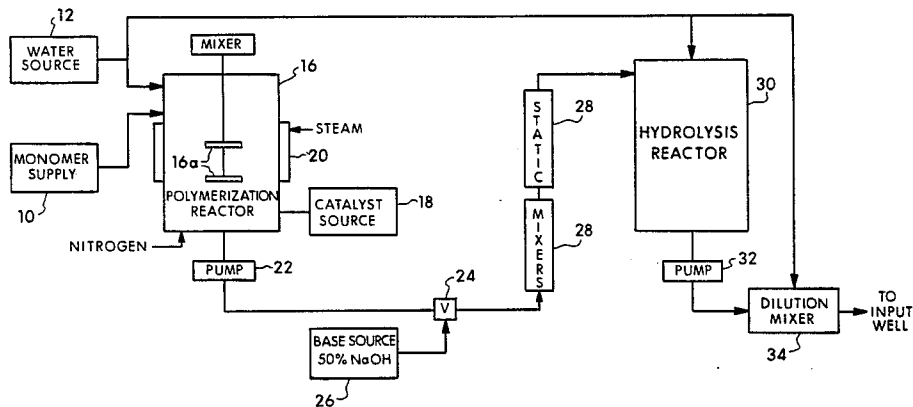 12
WATER
SOURCE
MIXER
16
STEAM
20
16a
MONOMER
SUPPLY
10
POLYMERIZATION
REACTOR
CATALYST
SOURCE
18
NITROGEN
PUMP
22
24
V
BASE SOURCE
50% NaOH
26
STATIC
28
MIXERS
28
30
HYDROLYSIS
REACTOR
PUMP
32
DILUTION
MIXER
34
TO
INPUT
WELL